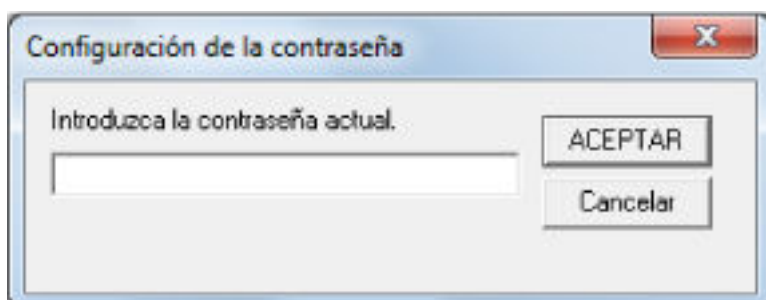 Configuración de la contraseña
Introduzca la contraseña actual.
ACEPTAR
Cancelar